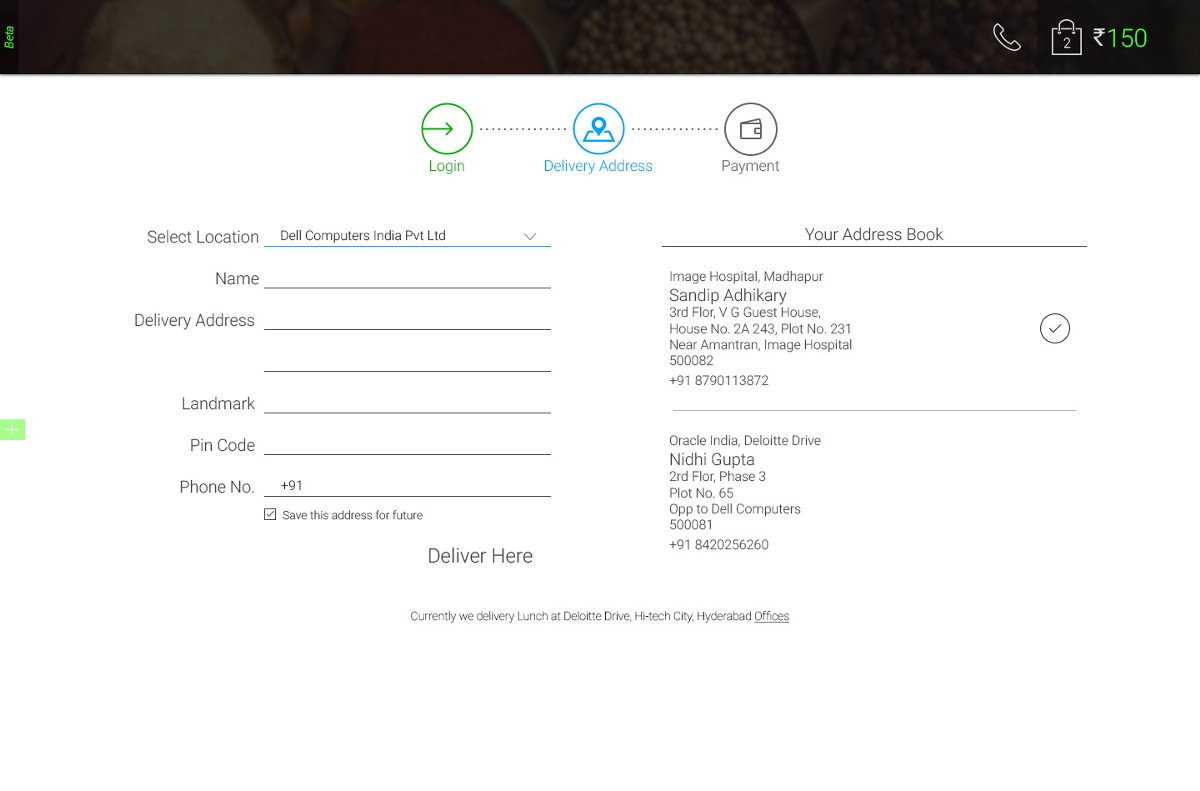 Beta
2
₹150
Login
Delivery Address
Payment
Select Location
Dell Computers India Pvt Ltd
Name
Delivery Address
Landmark
Pin Code
Phone No.
+91
Save this address for future
Deliver Here
Your Address Book
Image Hospital, Madhapur
Sandip Adhikary
3rd Flor, V G Guest House,
House No. 2A 243, Plot No. 231
Near Amantran, Image Hospital
500082
+91 8790113872
Oracle India, Deloitte Drive
Nidhi Gupta
2rd Flor, Phase 3
Plot No. 65
Opp to Dell Computers
500081
+91 8420256260
Currently we delivery Lunch at Deloitte Drive, Hi-tech City, Hyderabad Offices